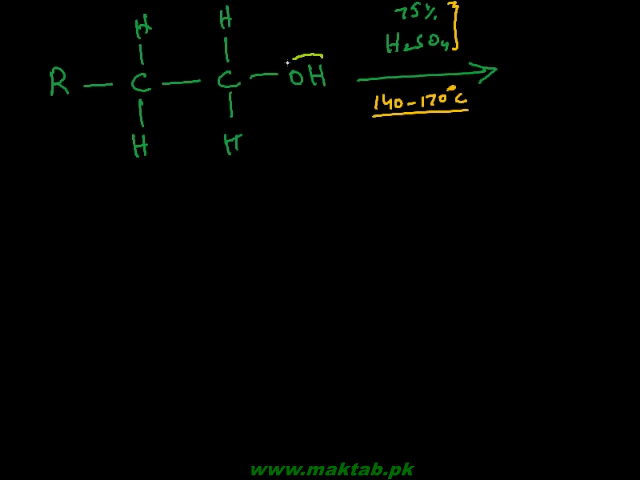 H H 75%
H₂SO₄
R — C — C — OH
140-170°C
H H
www.maktab.pk